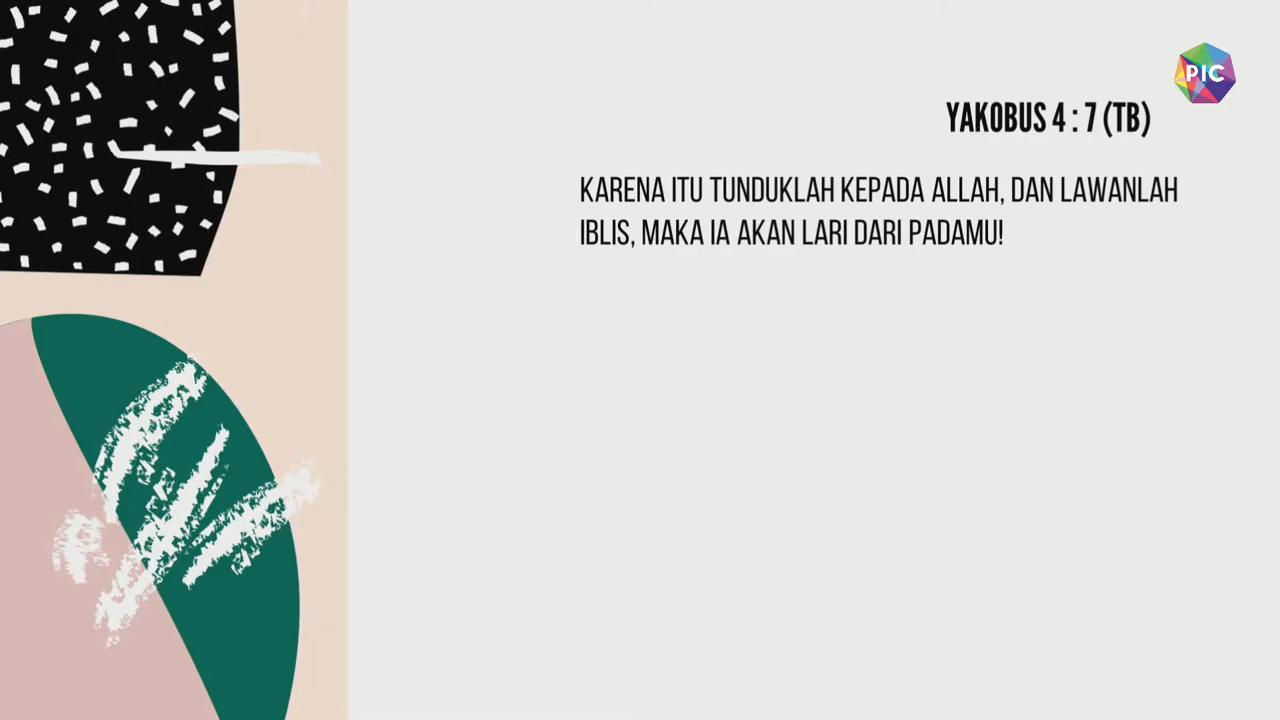 PIC
YAKOBUS 4 : 7 (TB)
KARENA ITU TUNDUKLAH KEPADA ALLAH, DAN LAWANLAH
IBLIS, MAKA IA AKAN LARI DARI PADAMU!